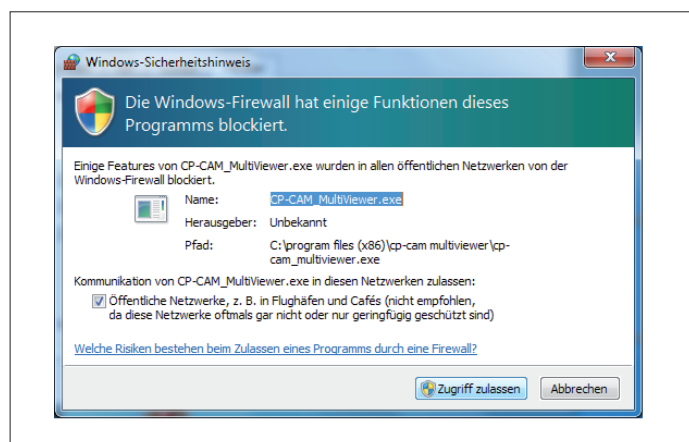 Windows-Sicherheitshinweis
Die Windows-Firewall hat einige Funktionen dieses
Programms blockiert.
Einige Features von CP-CAM_MultiViewer.exe wurden in allen öffentlichen Netzwerken von der
Windows-Firewall blockiert.
Name: CP-CAM_MultiViewer.exe
Herausgeber: Unbekannt
Pfad: C:\program files (x86)\cp-cam multiviewer\cp-
cam_multiviewer.exe
Kommunikation von CP-CAM_MultiViewer.exe in diesen Netzwerken zulassen:
Öffentliche Netzwerke, z. B. in Flughäfen und Cafés (nicht empfohlen,
da diese Netzwerke oftmals gar nicht oder nur geringfügig geschützt sind)
Welche Risiken bestehen beim Zulassen eines Programms durch eine Firewall?
Zugriff zulassen Abbrechen